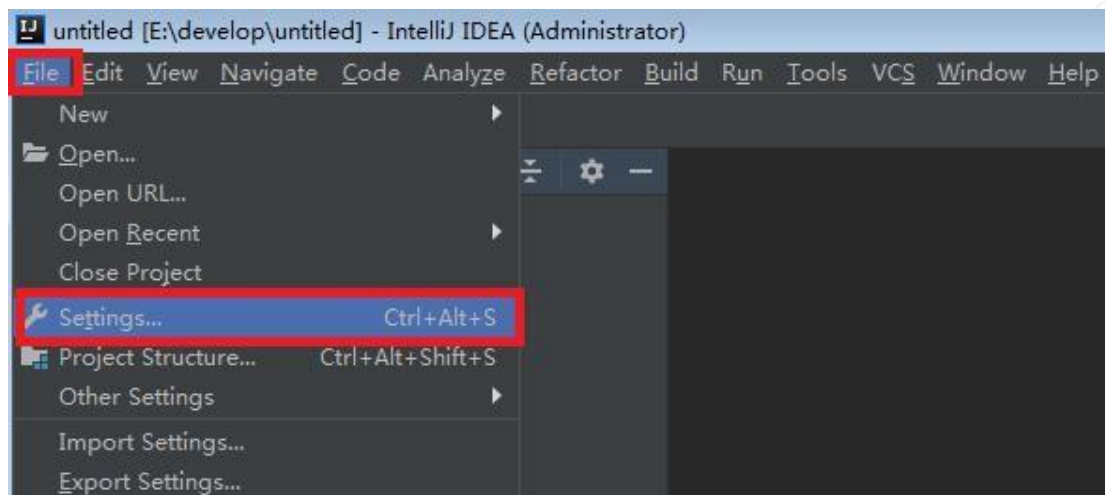 untitled [E:\develop\untitled] - IntelliJ IDEA (Administrator)
File Edit View Navigate Code Analyze Refactor Build Run Tools VCS Window Help
New
Open...
Open URL...
Open Recent
Close Project
Settings... Ctrl+Alt+S
Project Structure... Ctrl+Alt+Shift+S
Other Settings
Import Settings...
Export Settings...